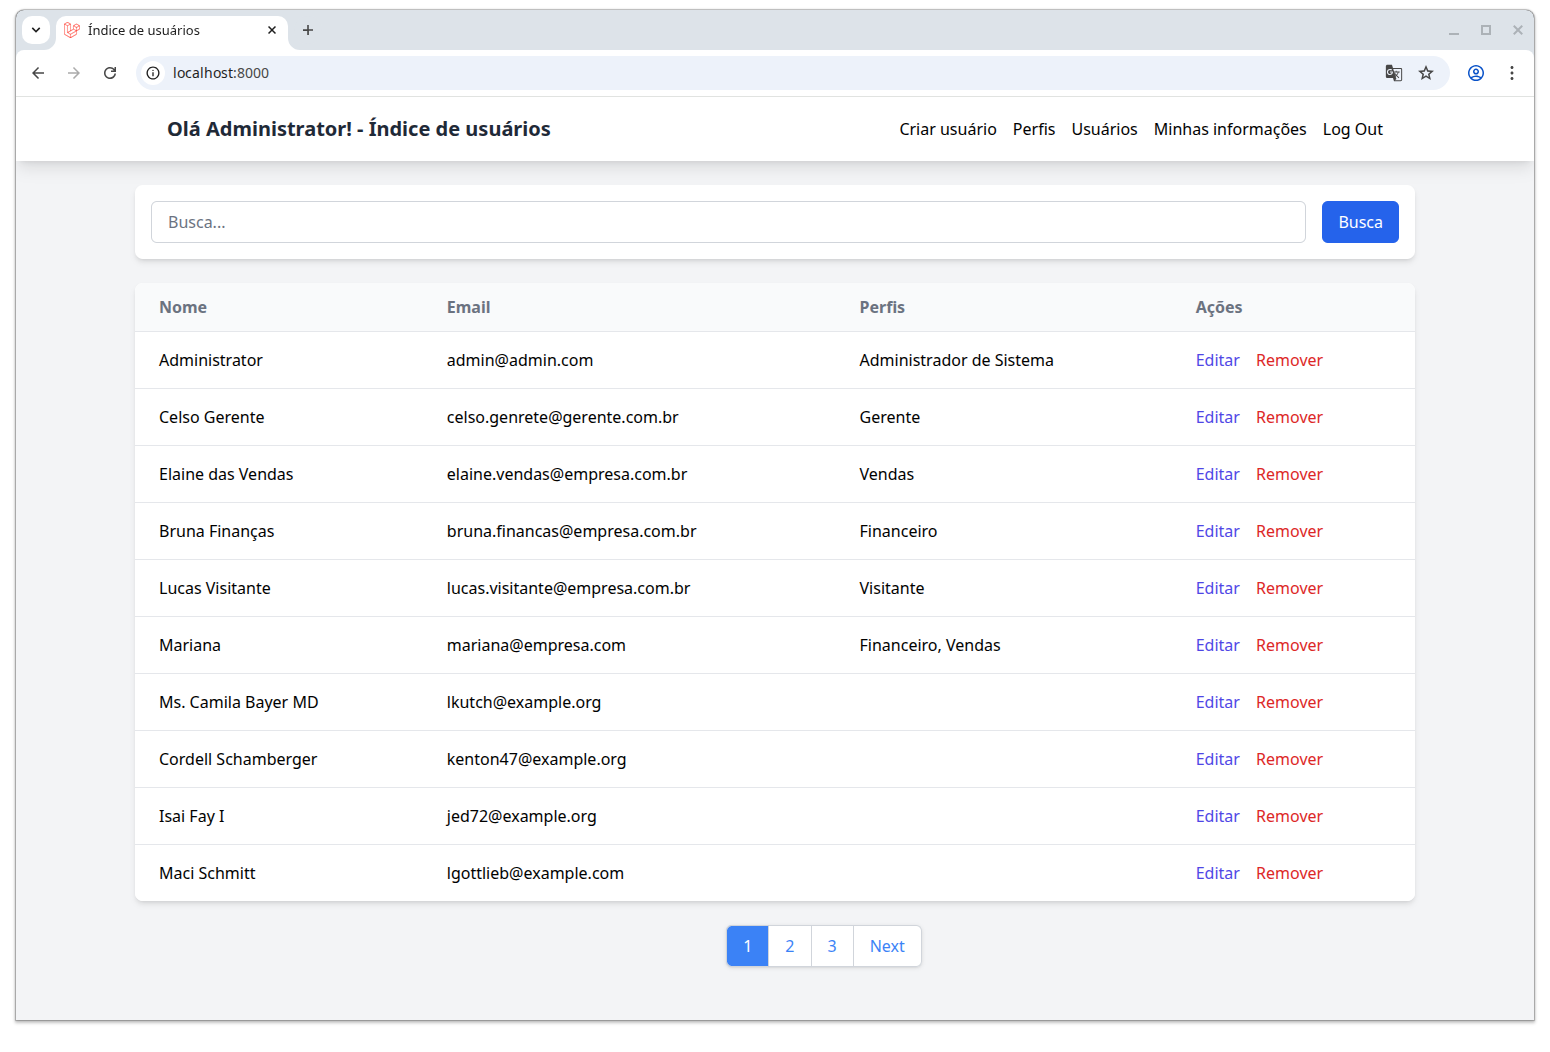 Índice de usuários
localhost:8000
Olá Administrator! - Índice de usuários Criar usuário Perfis Usuários Minhas informações Log Out
Busca... Busca
Nome Email Perfis Ações
Administrator admin@admin.com Administrador de Sistema Editar Remover
Celso Gerente celso.genrete@gerente.com.br Gerente Editar Remover
Elaine das Vendas elaine.vendas@empresa.com.br Vendas Editar Remover
Bruna Finanças bruna.financas@empresa.com.br Financeiro Editar Remover
Lucas Visitante lucas.visitante@empresa.com.br Visitante Editar Remover
Mariana mariana@empresa.com Financeiro, Vendas Editar Remover
Ms. Camila Bayer MD lkutch@example.org Editar Remover
Cordell Schamberger kenton47@example.org Editar Remover
Isai Fay I jed72@example.org Editar Remover
Maci Schmitt lgottlieb@example.com Editar Remover
1 2 3 Next